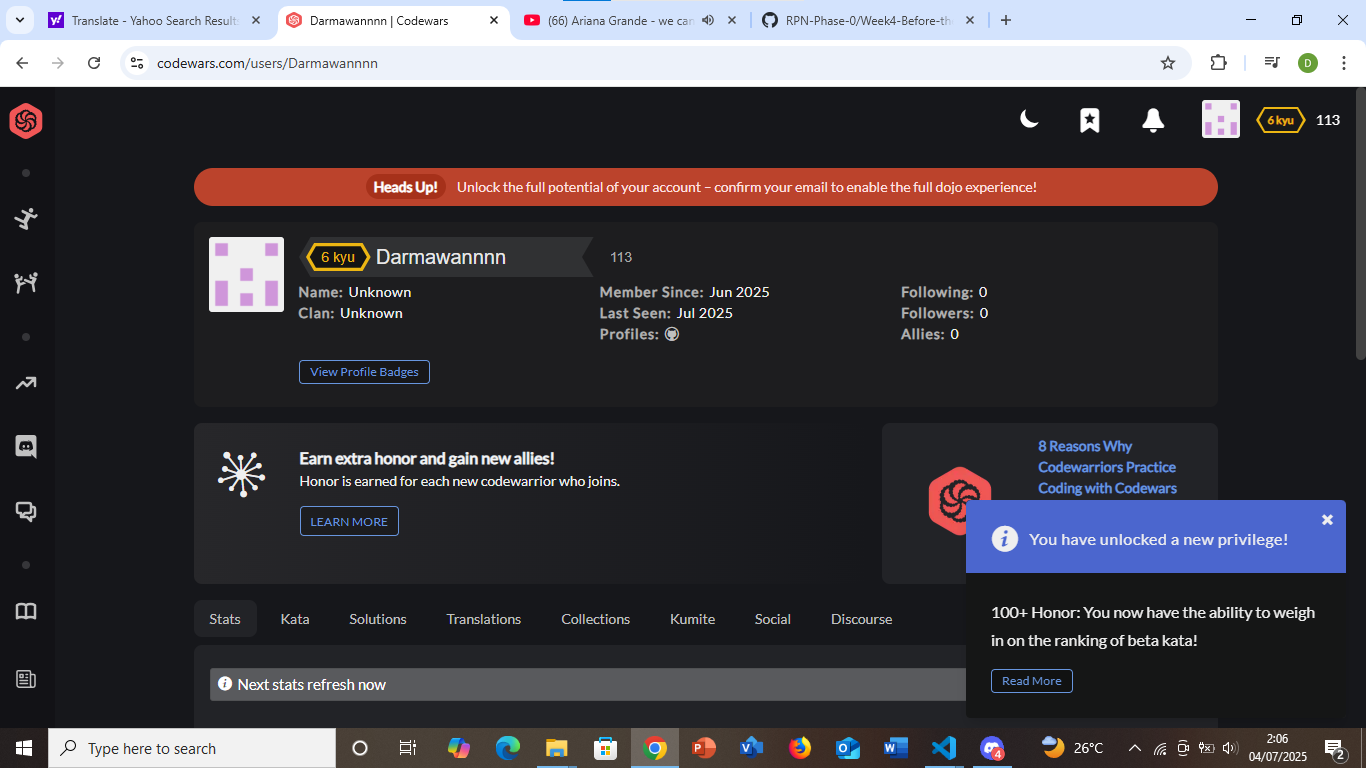 Translate - Yahoo Search Results
Darmawannnn | Codewars
(66) Ariana Grande - we can
RPN-Phase-0/Week4-Before-the
codewars.com/users/Darmawannnn
D
6 kyu
113
Heads Up!
Unlock the full potential of your account – confirm your email to enable the full dojo experience!
6 kyu
Darmawannnn
113
Name: Unknown
Member Since: Jun 2025
Following: 0
Clan: Unknown
Last Seen: Jul 2025
Followers: 0
Profiles:
Allies: 0
View Profile Badges
Earn extra honor and gain new allies!
Honor is earned for each new codewarrior who joins.
LEARN MORE
8 Reasons Why
Codewarriors Practice
Coding with Codewars
You have unlocked a new privilege!
100+ Honor: You now have the ability to weigh
in on the ranking of beta kata!
Read More
Stats
Kata
Solutions
Translations
Collections
Kumite
Social
Discourse
Next stats refresh now
Type here to search
4
26°C
2:06
04/07/2025
2